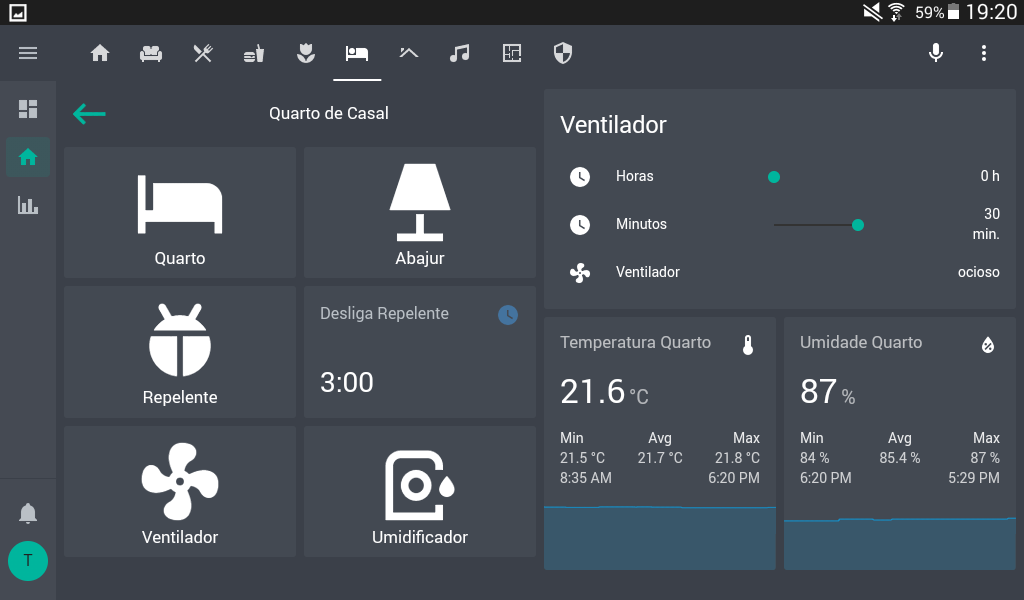 59% 19:20
Quarto de Casal
Quarto
Abajur
Repelente
Desliga Repelente
3:00
Ventilador
Umidificador
T
Ventilador
Horas 0 h
Minutos 30 min.
Ventilador ocioso
Temperatura Quarto
21.6 °C
Min Avg Max
21.5 °C 21.7 °C 21.8 °C
8:35 AM 6:20 PM
Umidade Quarto
87 %
Min Avg Max
84 % 85.4 % 87 %
6:20 PM 5:29 PM